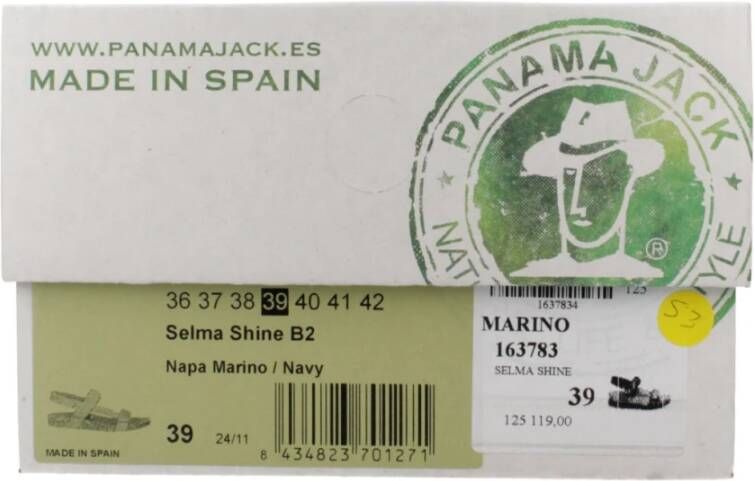 WWW.PANAMAJACK.ES
MADE IN SPAIN
PANAMA JACK
®
36 37 38 39 40 41 42
Selma Shine B2
Napa Marino / Navy
39
24/11
MADE IN SPAIN
8 434823 701271
125
1637834
MARINO
163783
SELMA SHINE
39
125 119,00